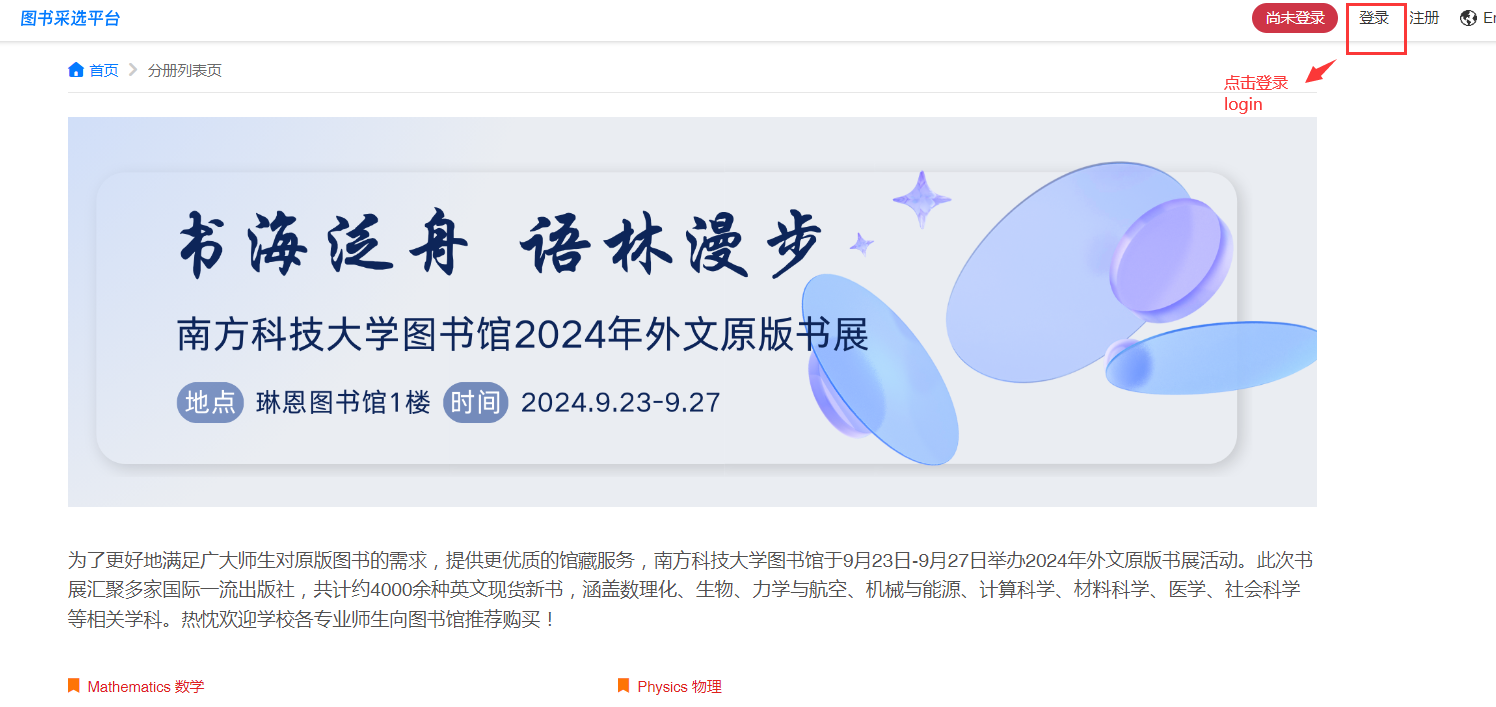 图书采选平台
尚未登录 登录 注册 En
首页 分册列表页
点击登录
login
书海泛舟 语林漫步
南方科技大学图书馆2024年外文原版书展
地点 琳恩图书馆1楼 时间 2024.9.23-9.27
为了更好地满足广大师生对原版图书的需求，提供更优质的馆藏服务，南方科技大学图书馆于9月23日-9月27日举办2024年外文原版书展活动。此次书
展汇聚多家国际一流出版社，共计约4000余种英文现货新书，涵盖数理化、生物、力学与航空、机械与能源、计算科学、材料科学、医学、社会科学
等相关学科。热忱欢迎学校各专业师生向图书馆推荐购买！
Mathematics 数学
Physics 物理